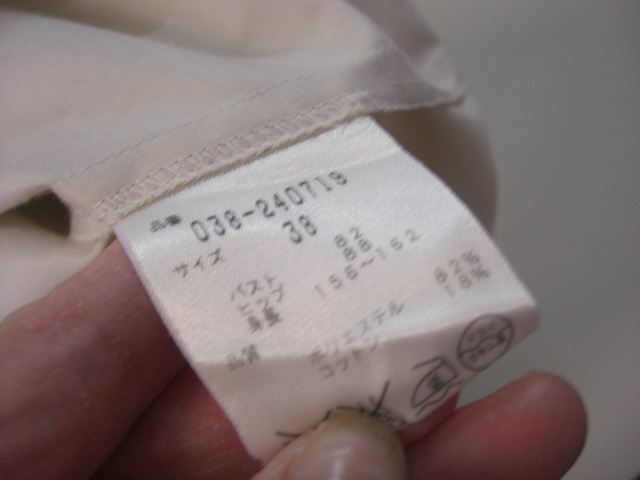 品番 038-240719
サイズ 38
バスト 82
ヒップ 88
身長 156~162
品質 ポリエステル 82%
コットン 18%